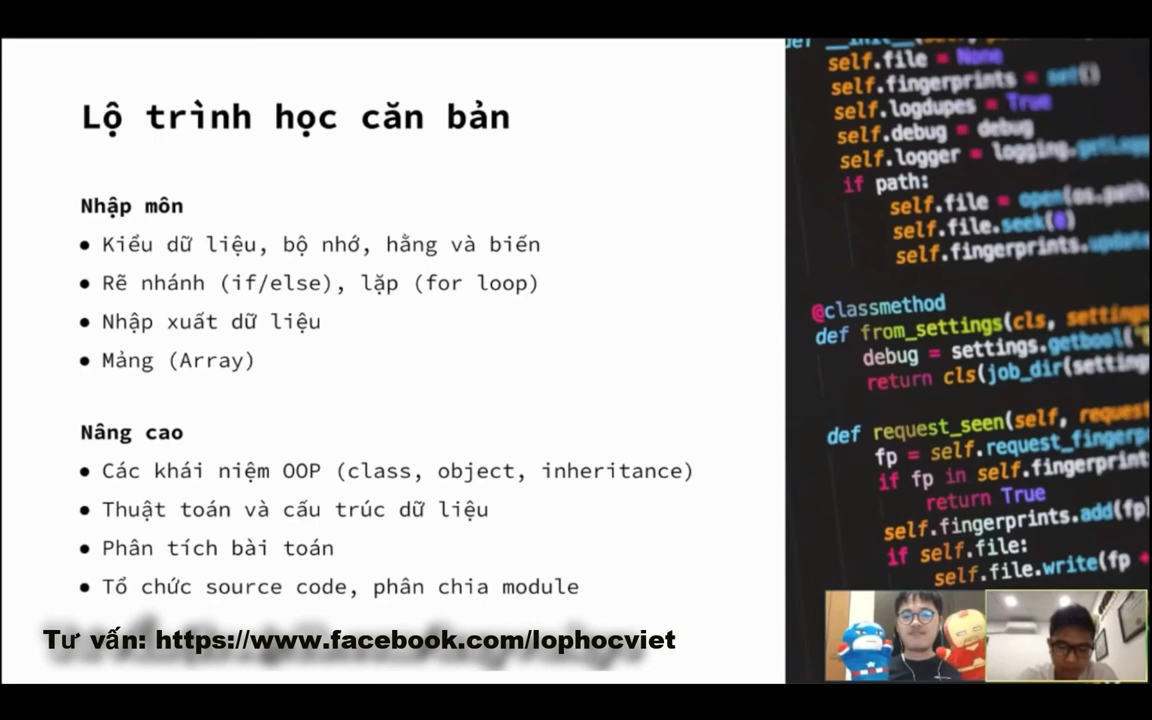 Lộ trình học căn bản
Nhập môn
● Kiểu dữ liệu, bộ nhớ, hằng và biến
● Rẽ nhánh (if/else), lặp (for loop)
● Nhập xuất dữ liệu
● Mảng (Array)
Nâng cao
● Các khái niệm OOP (class, object, inheritance)
● Thuật toán và cấu trúc dữ liệu
● Phân tích bài toán
● Tổ chức source code, phân chia module
Tư vấn: https://www.facebook.com/lophocviet
def __init__(
self.file = None
self.fingerprints = set()
self.logdupes = True
self.debug = debug
self.logger = logging.
if path:
self.file = open(os.path.
self.file.seek(0)
self.fingerprints.update
@classmethod
def from_settings(cls, settings
debug = settings.getbool(
return cls(job_dir(setting
def request_seen(self, request
fp = self.request_fingerp
if fp in self.fingerprint
return True
self.fingerprints.add(fp)
if self.file:
self.file.write(fp +